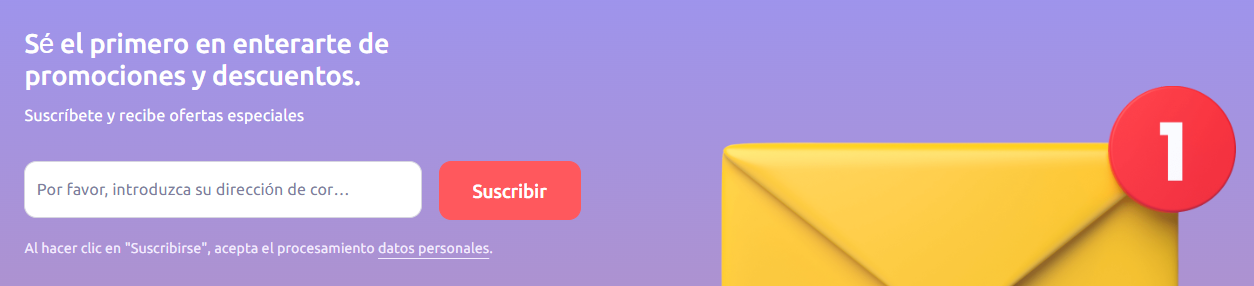 Sé el primero en enterarte de
promociones y descuentos.
Suscríbete y recibe ofertas especiales
Por favor, introduzca su dirección de cor…
Suscribir
Al hacer clic en "Suscribirse", acepta el procesamiento datos personales.
1